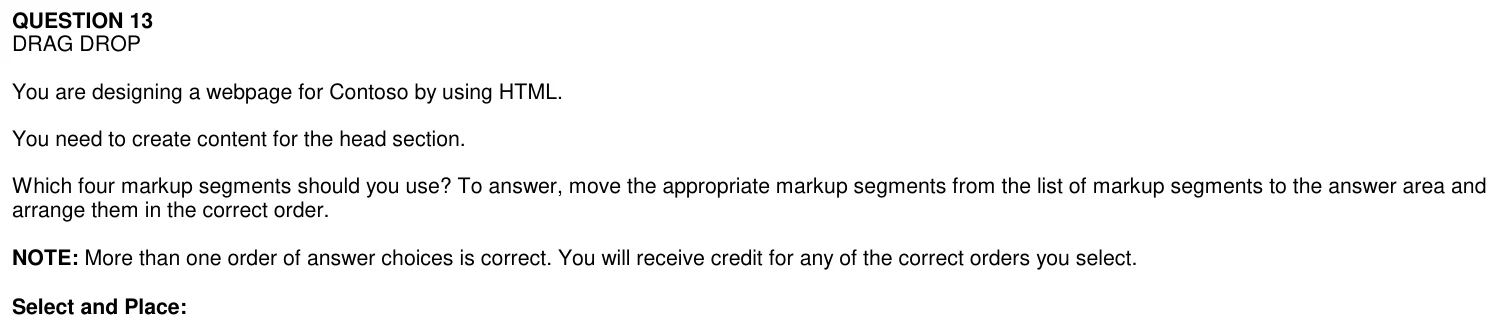 QUESTION 13
DRAG DROP
You are designing a webpage for Contoso by using HTML.
You need to create content for the head section.
Which four markup segments should you use? To answer, move the appropriate markup segments from the list of markup segments to the answer area and
arrange them in the correct order.
NOTE: More than one order of answer choices is correct. You will receive credit for any of the correct orders you select.
Select and Place: